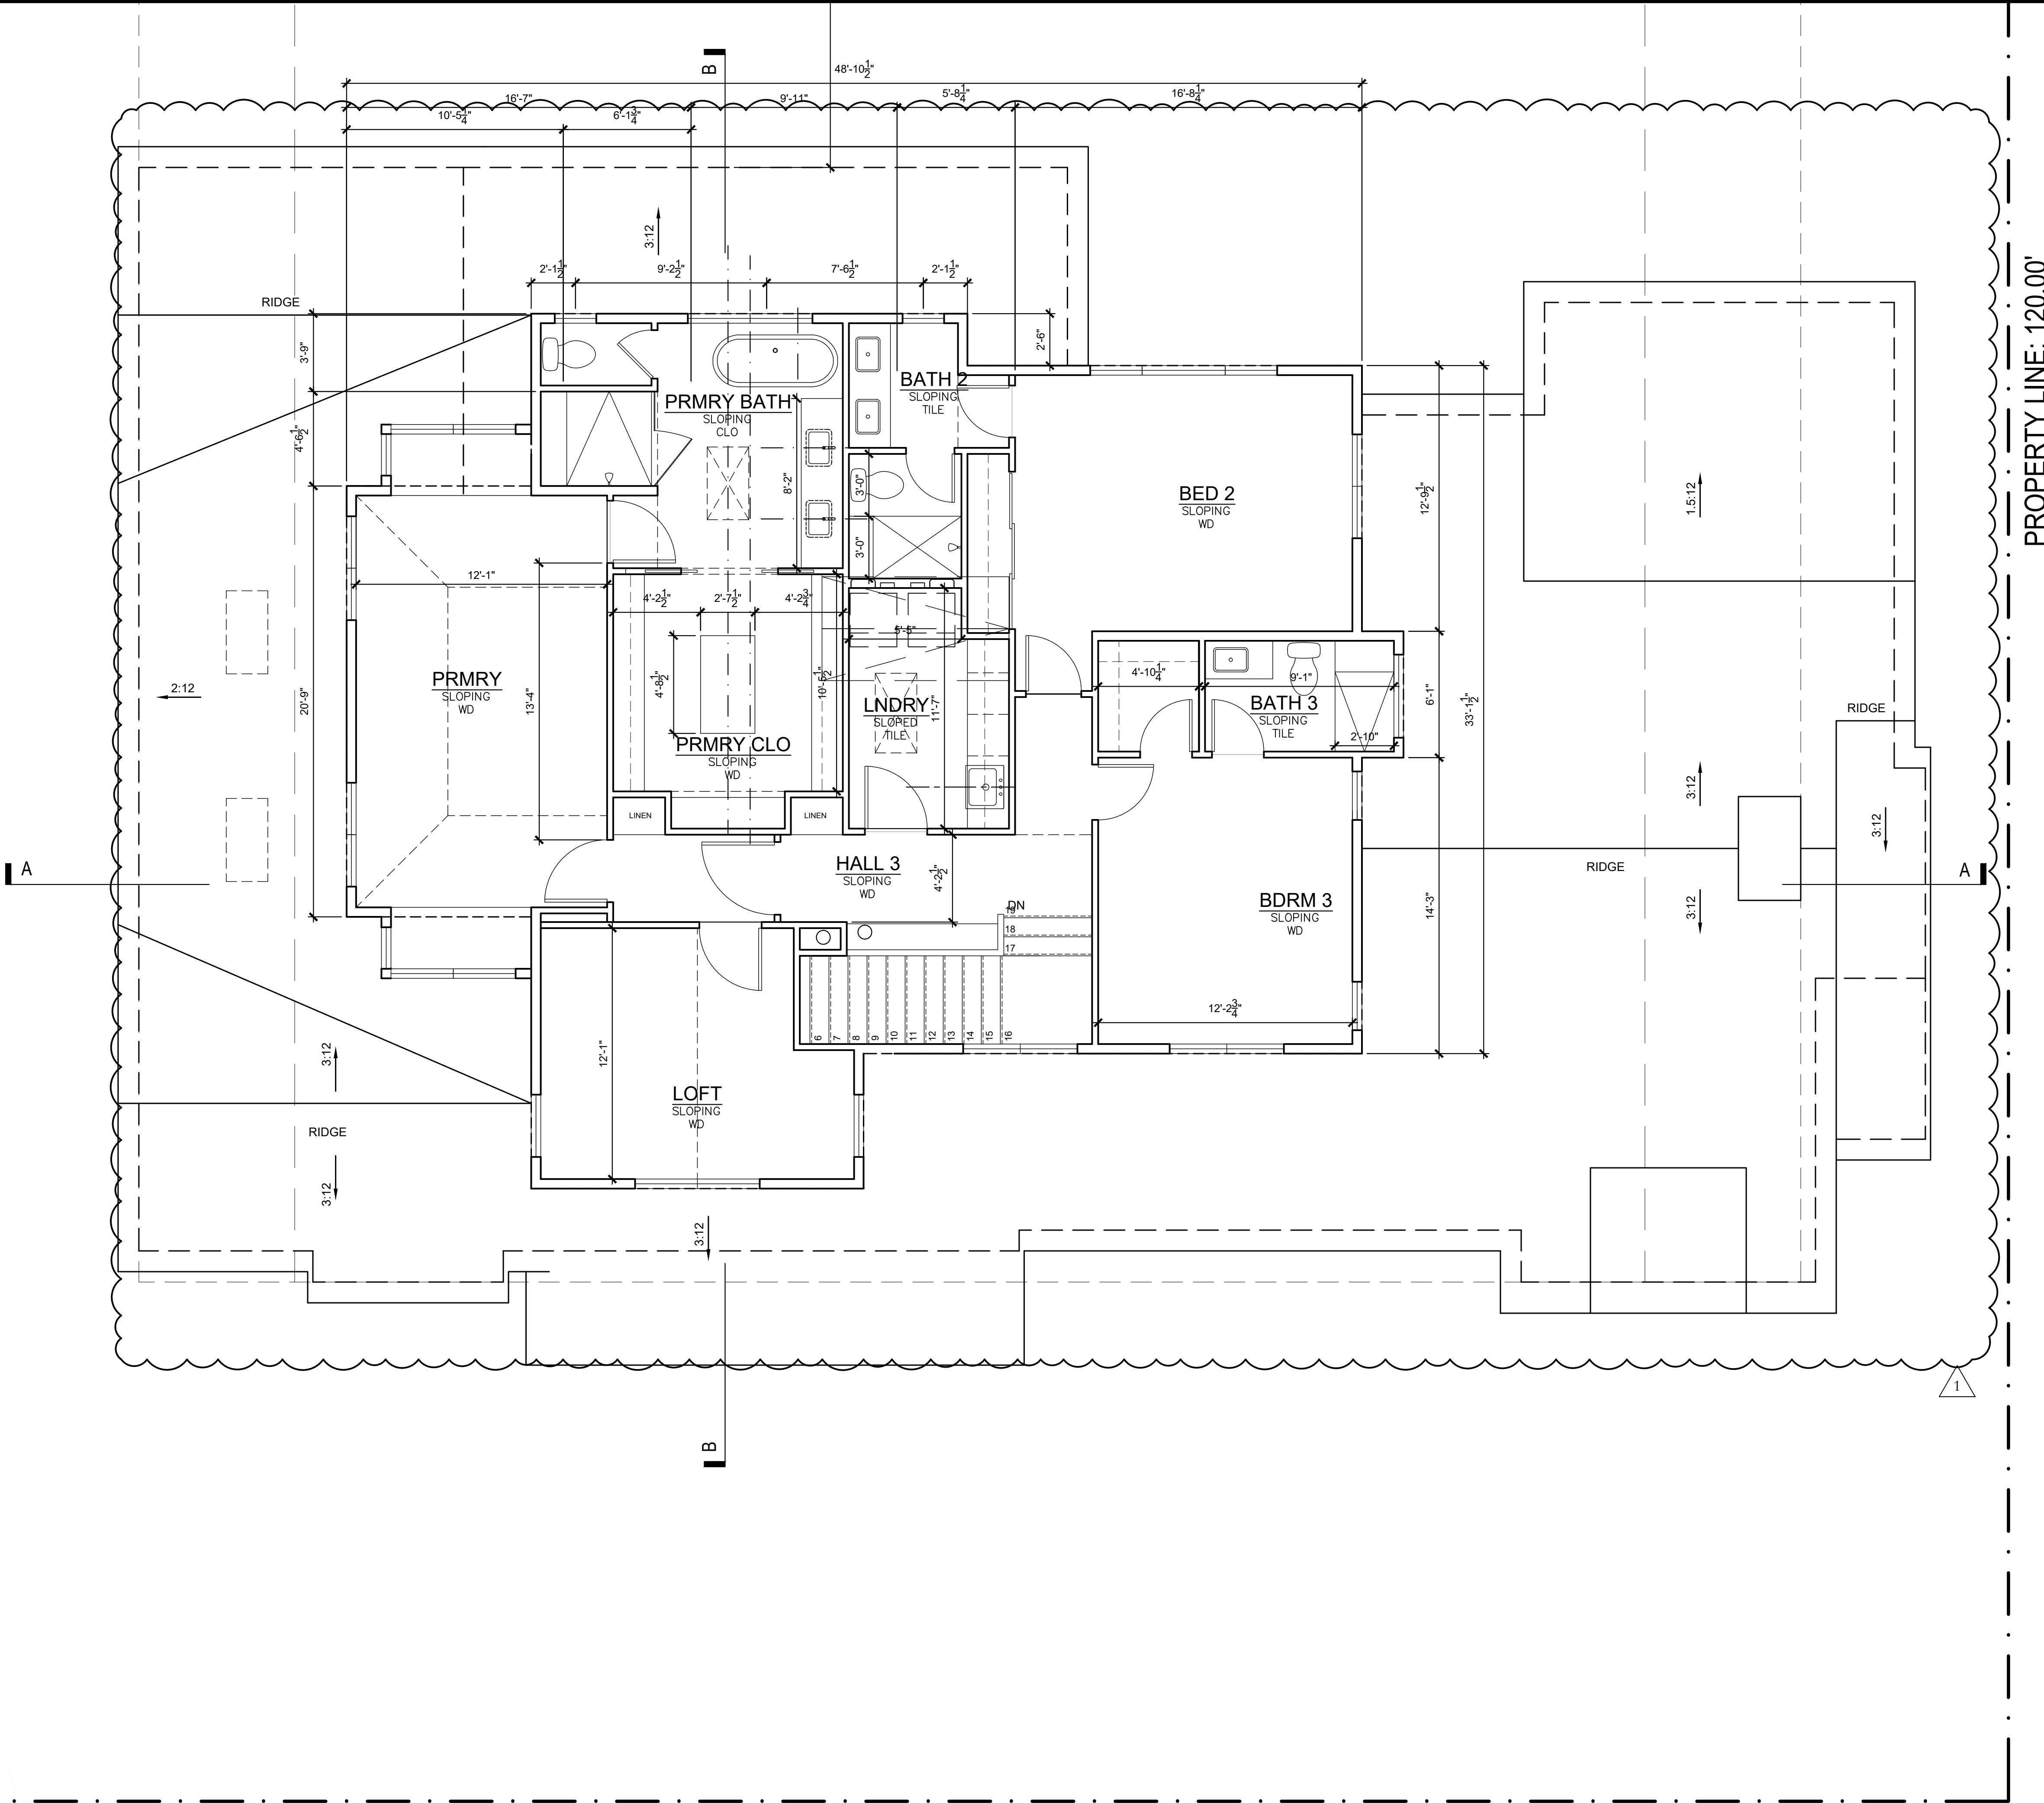 B
48'-10 1/2"
16'-7"
9'-11"
5'-8 1/4"
16'-8 1/4"
10'-5 1/4"
6'-1 3/4"
3:12
2'-1 1/2"
9'-2 1/2"
7'-6 1/2"
2'-1 1/2"
RIDGE
3'-9"
2'-6"
4'-6 1/2"
PROPERTY LINE: 120.00'
PRMRY BATH
SLOPING
CLO
BATH 2
SLOPING
TILE
8'-2"
3'-0"
3'-0"
BED 2
SLOPING
WD
12'-9 1/2"
1.5:12
12'-1"
4'-2 1/2"
2'-7 1/2"
4'-2 3/4"
5'-5"
2:12
20'-9"
PRMRY
SLOPING
WD
13'-4"
4'-8 1/2"
10'-5 1/2"
PRMRY CLO
SLOPING
WD
LNDRY
SLOPED
TILE
11'-7"
4'-10 1/4"
9'-1"
BATH 3
SLOPING
TILE
2'-10"
6'-1"
33'-1 1/2"
RIDGE
3:12
3:12
LINEN
LINEN
A
HALL 3
SLOPING
WD
4'-2 1/2"
RIDGE
A
BDRM 3
SLOPING
WD
14'-3"
3:12
DN
19
18
17
12'-2 3/4"
6
7
8
9
10
11
12
13
14
15
16
12'-1"
3:12
LOFT
SLOPING
WD
RIDGE
3:12
3:12
1
B